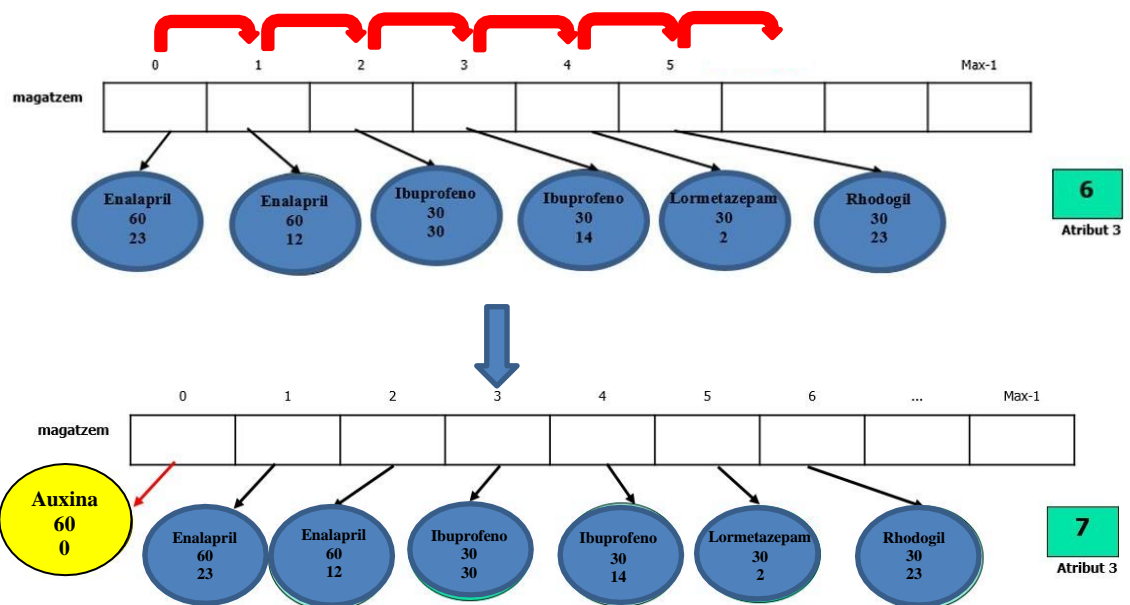 0 1 2 3 4 5 Max-1
magatzem
Enalapril
60
23
Enalapril
60
12
Ibuprofeno
30
30
Ibuprofeno
30
14
Lormetazepam
30
2
Rhodogil
30
23
6
Atribut 3
0 1 2 3 4 5 6 ... Max-1
magatzem
Auxina
60
0
Enalapril
60
23
Enalapril
60
12
Ibuprofeno
30
30
Ibuprofeno
30
14
Lormetazepam
30
2
Rhodogil
30
23
7
Atribut 3